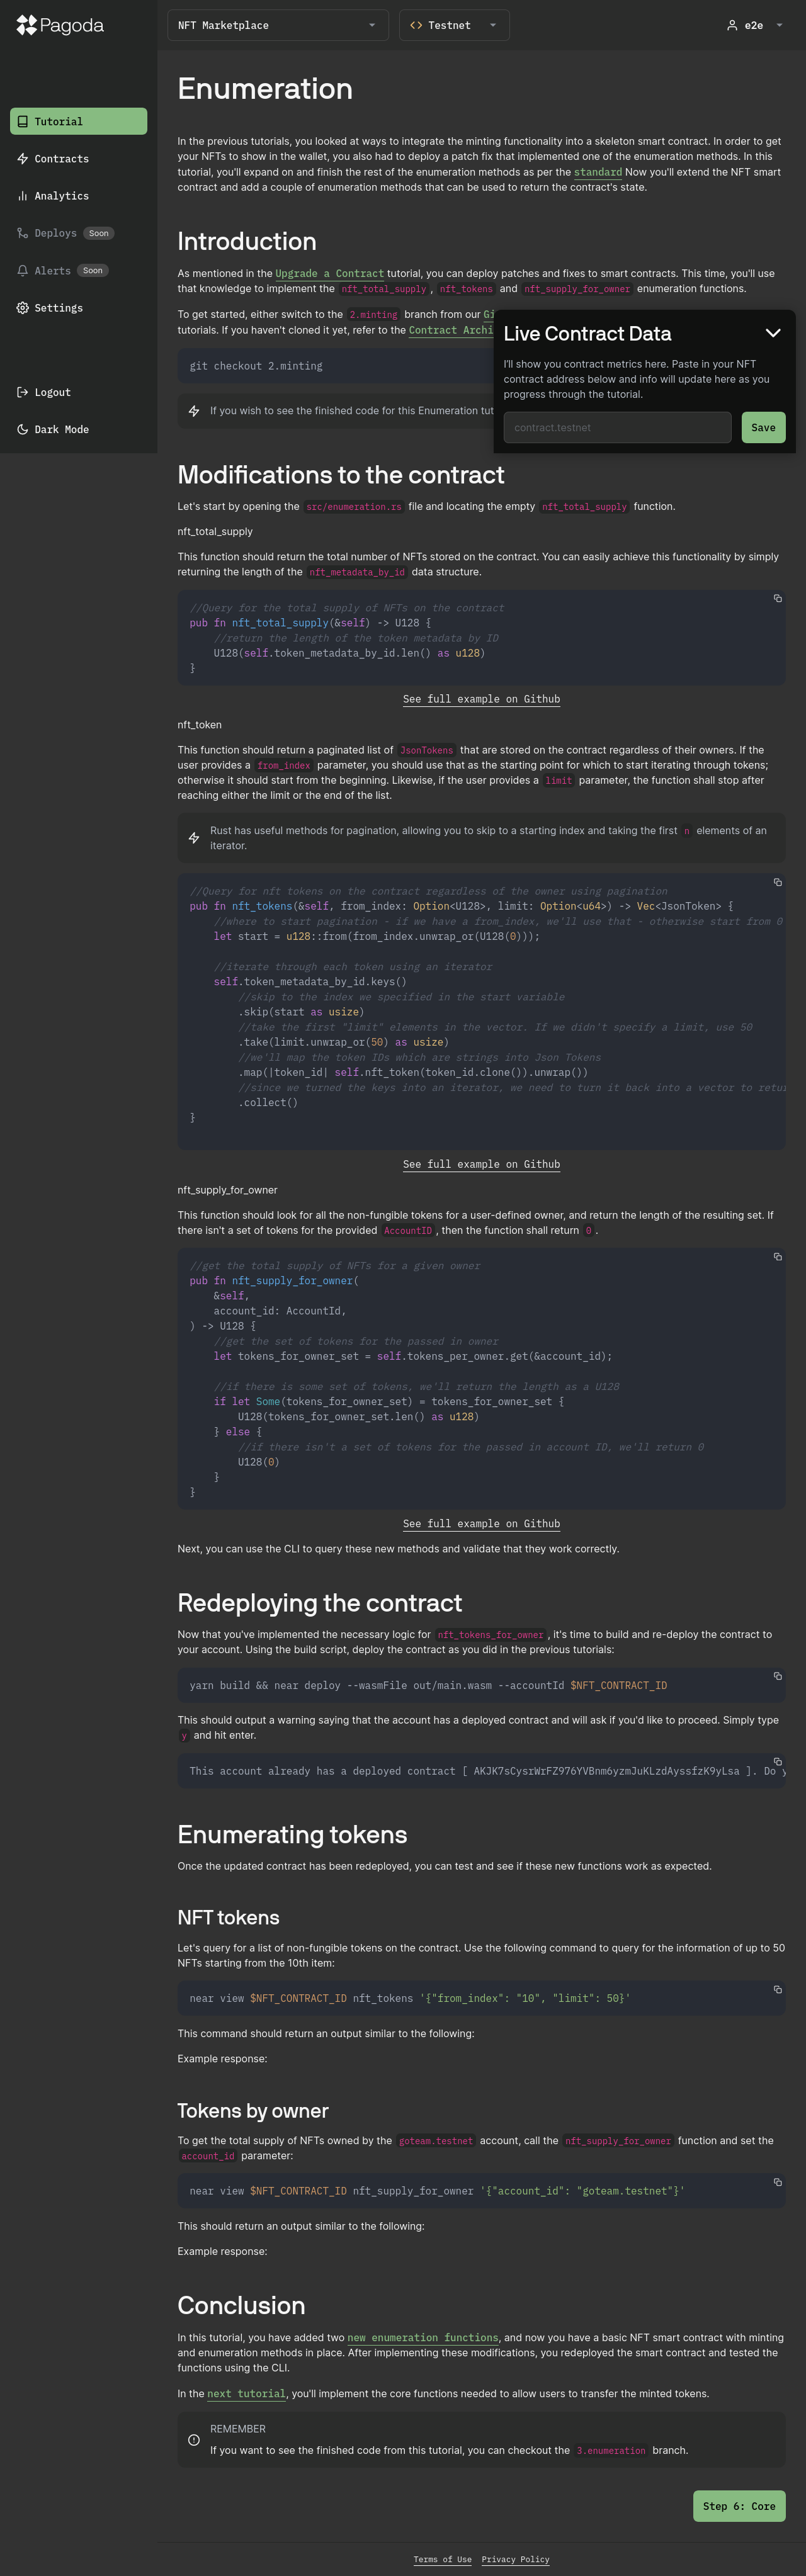 Pagoda
NFT Marketplace
Testnet
e2e
Tutorial
Contracts
Analytics
Deploys Soon
Alerts Soon
Settings
Logout
Dark Mode
Enumeration
In the previous tutorials, you looked at ways to integrate the minting functionality into a skeleton smart contract. In order to get
your NFTs to show in the wallet, you also had to deploy a patch fix that implemented one of the enumeration methods. In this
tutorial, you'll expand on and finish the rest of the enumeration methods as per the standard Now you'll extend the NFT smart
contract and add a couple of enumeration methods that can be used to return the contract's state.
Introduction
As mentioned in the Upgrade a Contract tutorial, you can deploy patches and fixes to smart contracts. This time, you'll use
that knowledge to implement the nft_total_supply , nft_tokens and nft_supply_for_owner enumeration functions.
To get started, either switch to the 2.minting branch from our Gi
tutorials. If you haven't cloned it yet, refer to the Contract Archi
git checkout 2.minting
If you wish to see the finished code for this Enumeration tut
Live Contract Data
I'll show you contract metrics here. Paste in your NFT
contract address below and info will update here as you
progress through the tutorial.
contract.testnet
Save
Modifications to the contract
Let's start by opening the src/enumeration.rs file and locating the empty nft_total_supply function.
nft_total_supply
This function should return the total number of NFTs stored on the contract. You can easily achieve this functionality by simply
returning the length of the nft_metadata_by_id data structure.
//Query for the total supply of NFTs on the contract
pub fn nft_total_supply(&self) -> U128 {
//return the length of the token metadata by ID
U128(self.token_metadata_by_id.len() as u128)
}
See full example on Github
nft_token
This function should return a paginated list of JsonTokens that are stored on the contract regardless of their owners. If the
user provides a from_index parameter, you should use that as the starting point for which to start iterating through tokens;
otherwise it should start from the beginning. Likewise, if the user provides a limit parameter, the function shall stop after
reaching either the limit or the end of the list.
Rust has useful methods for pagination, allowing you to skip to a starting index and taking the first n elements of an
iterator.
//Query for nft tokens on the contract regardless of the owner using pagination
pub fn nft_tokens(&self, from_index: Option<U128>, limit: Option<u64>) -> Vec<JsonToken> {
//where to start pagination - if we have a from_index, we'll use that - otherwise start from 0
let start = u128::from(from_index.unwrap_or(U128(0)));
//iterate through each token using an iterator
self.token_metadata_by_id.keys()
//skip to the index we specified in the start variable
.skip(start as usize)
//take the first "limit" elements in the vector. If we didn't specify a limit, use 50
.take(limit.unwrap_or(50) as usize)
//we'll map the token IDs which are strings into Json Tokens
.map(|token_id| self.nft_token(token_id.clone()).unwrap())
//since we turned the keys into an iterator, we need to turn it back into a vector to retur
.collect()
}
See full example on Github
nft_supply_for_owner
This function should look for all the non-fungible tokens for a user-defined owner, and return the length of the resulting set. If
there isn't a set of tokens for the provided AccountID , then the function shall return 0 .
//get the total supply of NFTs for a given owner
pub fn nft_supply_for_owner(
&self,
account_id: AccountId,
) -> U128 {
//get the set of tokens for the passed in owner
let tokens_for_owner_set = self.tokens_per_owner.get(&account_id);
//if there is some set of tokens, we'll return the length as a U128
if let Some(tokens_for_owner_set) = tokens_for_owner_set {
U128(tokens_for_owner_set.len() as u128)
} else {
//if there isn't a set of tokens for the passed in account ID, we'll return 0
U128(0)
}
}
See full example on Github
Next, you can use the CLI to query these new methods and validate that they work correctly.
Redeploying the contract
Now that you've implemented the necessary logic for nft_tokens_for_owner , it's time to build and re-deploy the contract to
your account. Using the build script, deploy the contract as you did in the previous tutorials:
yarn build && near deploy --wasmFile out/main.wasm --accountId $NFT_CONTRACT_ID
This should output a warning saying that the account has a deployed contract and will ask if you'd like to proceed. Simply type
y and hit enter.
This account already has a deployed contract [ AKJK7sCysrWrFZ976YVBnm6yzmJuKLzdAyssfzK9yLsa ]. Do y
Enumerating tokens
Once the updated contract has been redeployed, you can test and see if these new functions work as expected.
NFT tokens
Let's query for a list of non-fungible tokens on the contract. Use the following command to query for the information of up to 50
NFTs starting from the 10th item:
near view $NFT_CONTRACT_ID nft_tokens '{"from_index": "10", "limit": 50}'
This command should return an output similar to the following:
Example response:
Tokens by owner
To get the total supply of NFTs owned by the goteam.testnet account, call the nft_supply_for_owner function and set the
account_id parameter:
near view $NFT_CONTRACT_ID nft_supply_for_owner '{"account_id": "goteam.testnet"}'
This should return an output similar to the following:
Example response:
Conclusion
In this tutorial, you have added two new enumeration functions, and now you have a basic NFT smart contract with minting
and enumeration methods in place. After implementing these modifications, you redeployed the smart contract and tested the
functions using the CLI.
In the next tutorial, you'll implement the core functions needed to allow users to transfer the minted tokens.
REMEMBER
If you want to see the finished code from this tutorial, you can checkout the 3.enumeration branch.
Step 6: Core
Terms of Use Privacy Policy